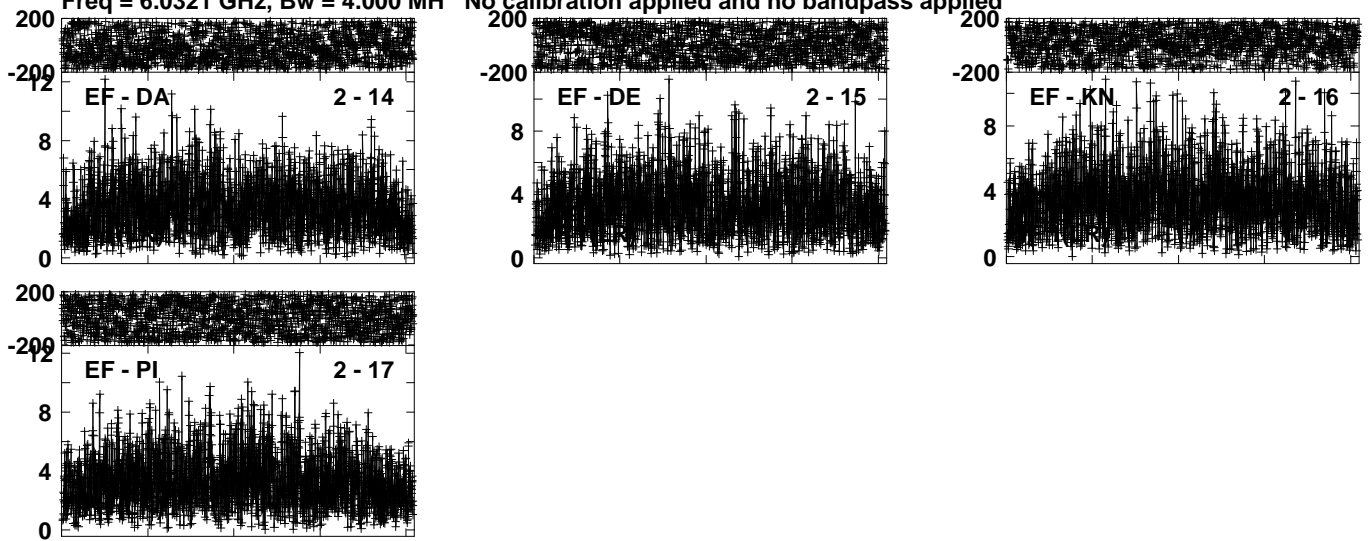 Freq = 6.0321 GHz, Bw = 4.000 MH No calibration applied and no bandpass applied
200
-200
12
8
4
0
EF - DA
2 - 14
200
-200
8
4
0
EF - DE
2 - 15
200
-200
8
4
0
EF - KN
2 - 16
200
-200
12
8
4
0
EF - PI
2 - 17